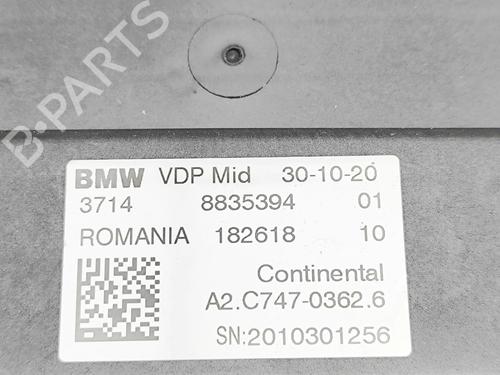 B-PARTS
BMW VDP Mid 30-10-20
3714 8835394 01
ROMANIA 182618 10
Continental
A2.C747-0362.6
SN:2010301256